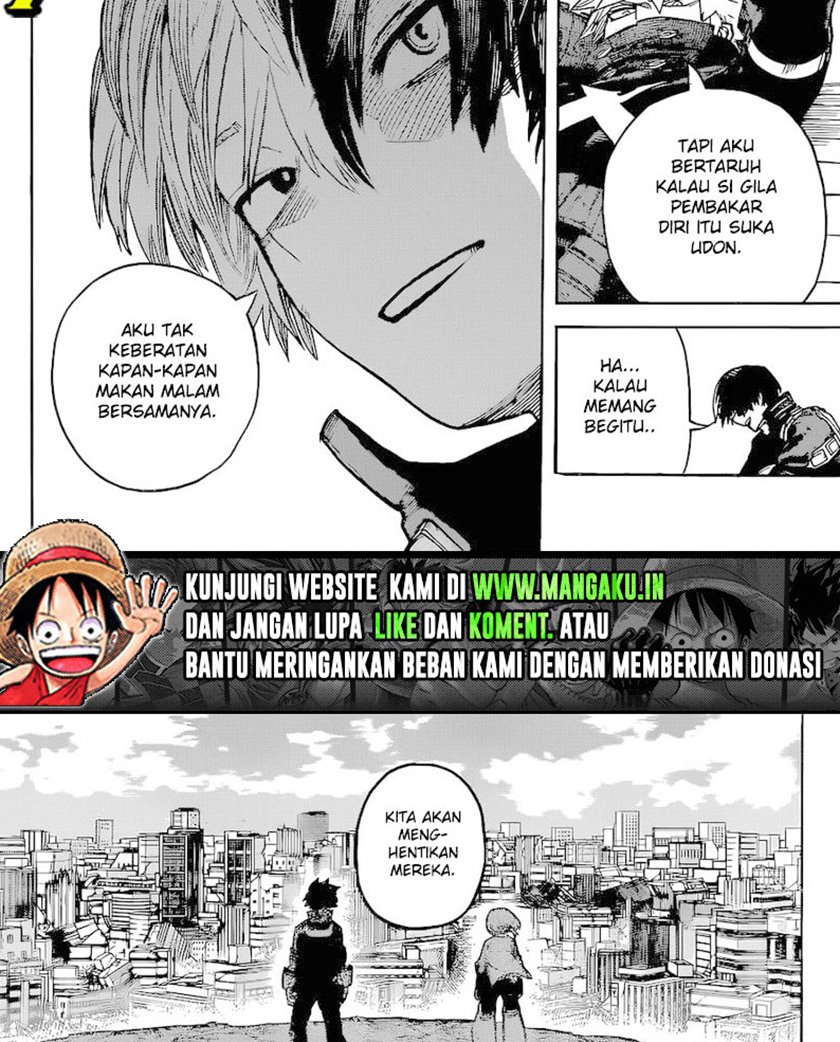 TAPI AKU
BERTARUH
KALAU SI GILA
PEMBAKAR
DIRI ITU SUKA
UDON.
HA...
KALAU
MEMANG
BEGITU..
AKU TAK
KEBERATAN
KAPAN-KAPAN
MAKAN MALAM
BERSAMANYA.
KUNJUNGI WEBSITE KAMI DI WWW.MANGAKU.IN
DAN JANGAN LUPA LIKE DAN KOMENT. ATAU
BANTU MERINGANKAN BEBAN KAMI DENGAN MEMBERIKAN DONASI
KITA AKAN
MENG-
HENTIKAN
MEREKA.